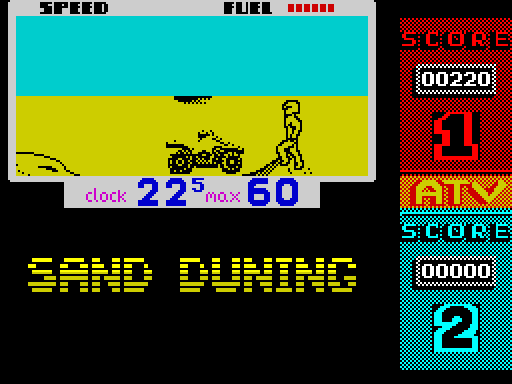 SPEED FUEL
SCORE
00220
1
ATV
SCORE
00000
2
clock 22 5 max 60
SAND DUNING